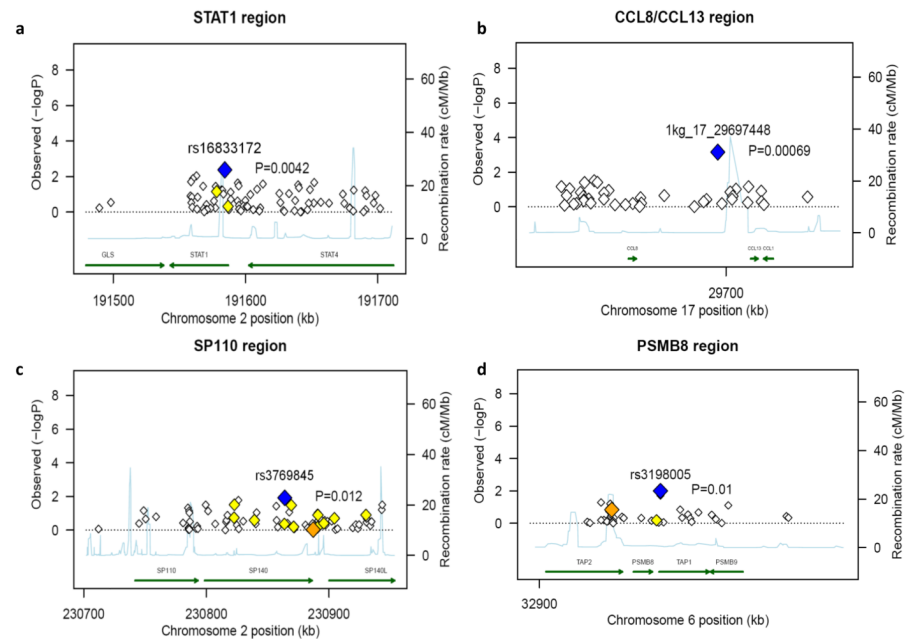 a
STAT1 region
Observed (−logP)
8
6
4
2
0
rs16833172
P=0.0042
60
40
20
0
Recombination rate (cM/Mb)
GLS
STAT1
STAT4
191500
191600
191700
Chromosome 2 position (kb)
b
CCL8/CCL13 region
Observed (−logP)
8
6
4
2
0
1kg_17_29697448
P=0.00069
60
40
20
0
Recombination rate (cM/Mb)
CCL8
CCL13
CCL1
29700
Chromosome 17 position (kb)
c
SP110 region
Observed (−logP)
8
6
4
2
0
rs3769845
P=0.012
60
40
20
0
Recombination rate (cM/Mb)
SP110
SP140
SP140L
230700
230800
230900
Chromosome 2 position (kb)
d
PSMB8 region
Observed (−logP)
8
6
4
2
0
rs3198005
P=0.01
60
40
20
0
Recombination rate (cM/Mb)
TAP2
PSMB8
TAP1
PSMB9
32900
Chromosome 6 position (kb)